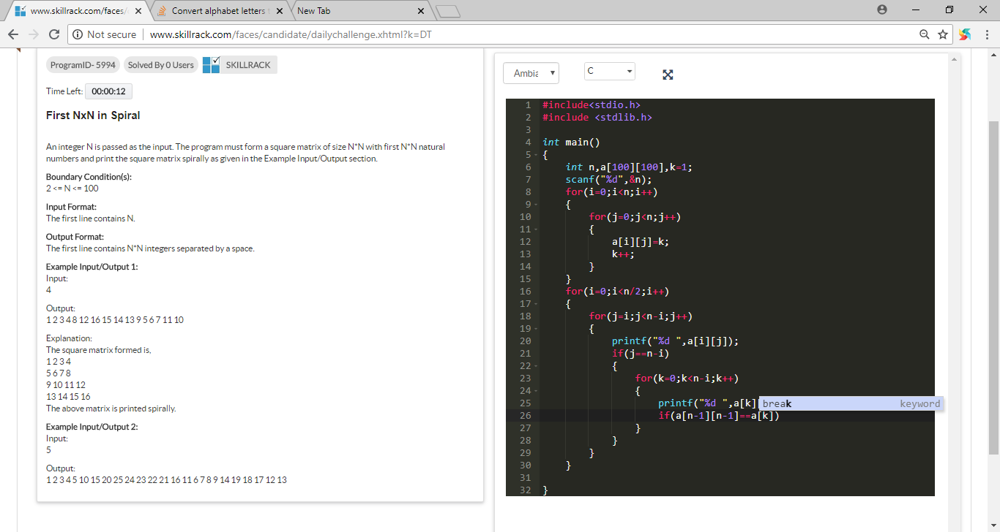 www.skillrack.com/faces/
Convert alphabet letters
New Tab
Not secure
www.skillrack.com/faces/candidate/dailychallenge.xhtml?k=DT
ProgramID- 5994
Solved By 0 Users
SKILLRACK
Time Left: 00:00:12
First NxN in Spiral
An integer N is passed as the input. The program must form a square matrix of size N*N with first N*N natural
numbers and print the square matrix spirally as given in the Example Input/Output section.
Boundary Condition(s):
2 <= N <= 100
Input Format:
The first line contains N.
Output Format:
The first line contains N*N integers separated by a space.
Example Input/Output 1:
Input:
4
Output:
1 2 3 4 8 12 16 15 14 13 9 5 6 7 11 10
Explanation:
The square matrix formed is,
1 2 3 4
5 6 7 8
9 10 11 12
13 14 15 16
The above matrix is printed spirally.
Example Input/Output 2:
Input:
5
Output:
1 2 3 4 5 10 15 20 25 24 23 22 21 16 11 6 7 8 9 14 19 18 17 12 13
Ambia
C
1 #include<stdio.h>
2 #include <stdlib.h>
3
4 int main()
5 {
6 int n,a[100][100],k=1;
7 scanf("%d",&n);
8 for(i=0;i<n;i++)
9 {
10 for(j=0;j<n;j++)
11 {
12 a[i][j]=k;
13 k++;
14 }
15 }
16 for(i=0;i<n/2;i++)
17 {
18 for(j=i;j<n-i;j++)
19 {
20 printf("%d ",a[i][j]);
21 if(j==n-i)
22 {
23 for(k=0;k<n-i;k++)
24 {
25 printf("%d ",a[k] break keyword
26 if(a[n-1][n-1]==a[k])
27 }
28 }
29 }
30 }
31
32 }